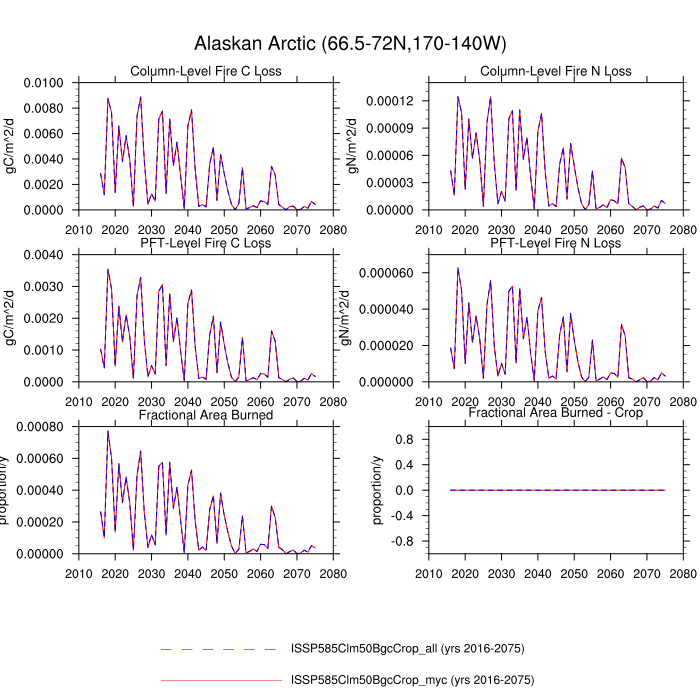 Alaskan Arctic (66.5-72N,170-140W)
Column-Level Fire C Loss
Column-Level Fire N Loss
gC/m^2/d
0.0100
0.0080
0.0060
0.0040
0.0020
0.0000
2010 2020 2030 2040 2050 2060 2070 2080
gN/m^2/d
0.00012
0.00009
0.00006
0.00003
0.00000
2010 2020 2030 2040 2050 2060 2070 2080
PFT-Level Fire C Loss
PFT-Level Fire N Loss
gC/m^2/d
0.0040
0.0030
0.0020
0.0010
0.0000
2010 2020 2030 2040 2050 2060 2070 2080
gN/m^2/d
0.000060
0.000040
0.000020
0.000000
2010 2020 2030 2040 2050 2060 2070 2080
Fractional Area Burned
Fractional Area Burned - Crop
proportion/y
0.00080
0.00060
0.00040
0.00020
0.00000
2010 2020 2030 2040 2050 2060 2070 2080
proportion/y
0.8
0.4
0.0
-0.4
-0.8
2010 2020 2030 2040 2050 2060 2070 2080
ISSP585Clm50BgcCrop_all (yrs 2016-2075)
ISSP585Clm50BgcCrop_myc (yrs 2016-2075)